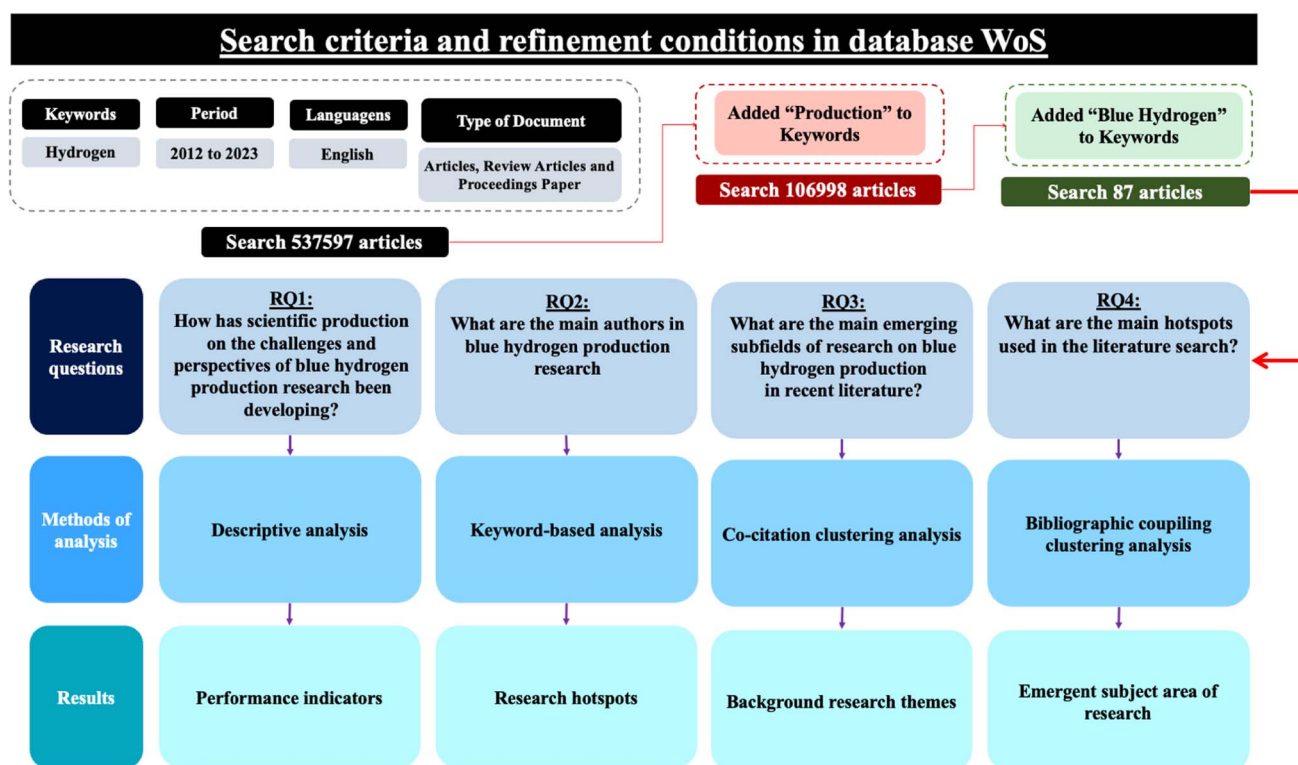 Search criteria and refinement conditions in database WoS
Keywords
Period
Languagens
Type of Document
Hydrogen
2012 to 2023
English
Articles, Review Articles and
Proceedings Paper
Search 537597 articles
Added “Production” to
Keywords
Search 106998 articles
Added “Blue Hydrogen”
to Keywords
Search 87 articles
Research
questions
RQ1:
How has scientific production
on the challenges and
perspectives of blue hydrogen
production research been
developing?
RQ2:
What are the main authors in
blue hydrogen production
research
RQ3:
What are the main emerging
subfields of research on blue
hydrogen production
in recent literature?
RQ4:
What are the main hotspots
used in the literature search?
Methods of
analysis
Descriptive analysis
Keyword-based analysis
Co-citation clustering analysis
Bibliographic coupiling
clustering analysis
Results
Performance indicators
Research hotspots
Background research themes
Emergent subject area of
research